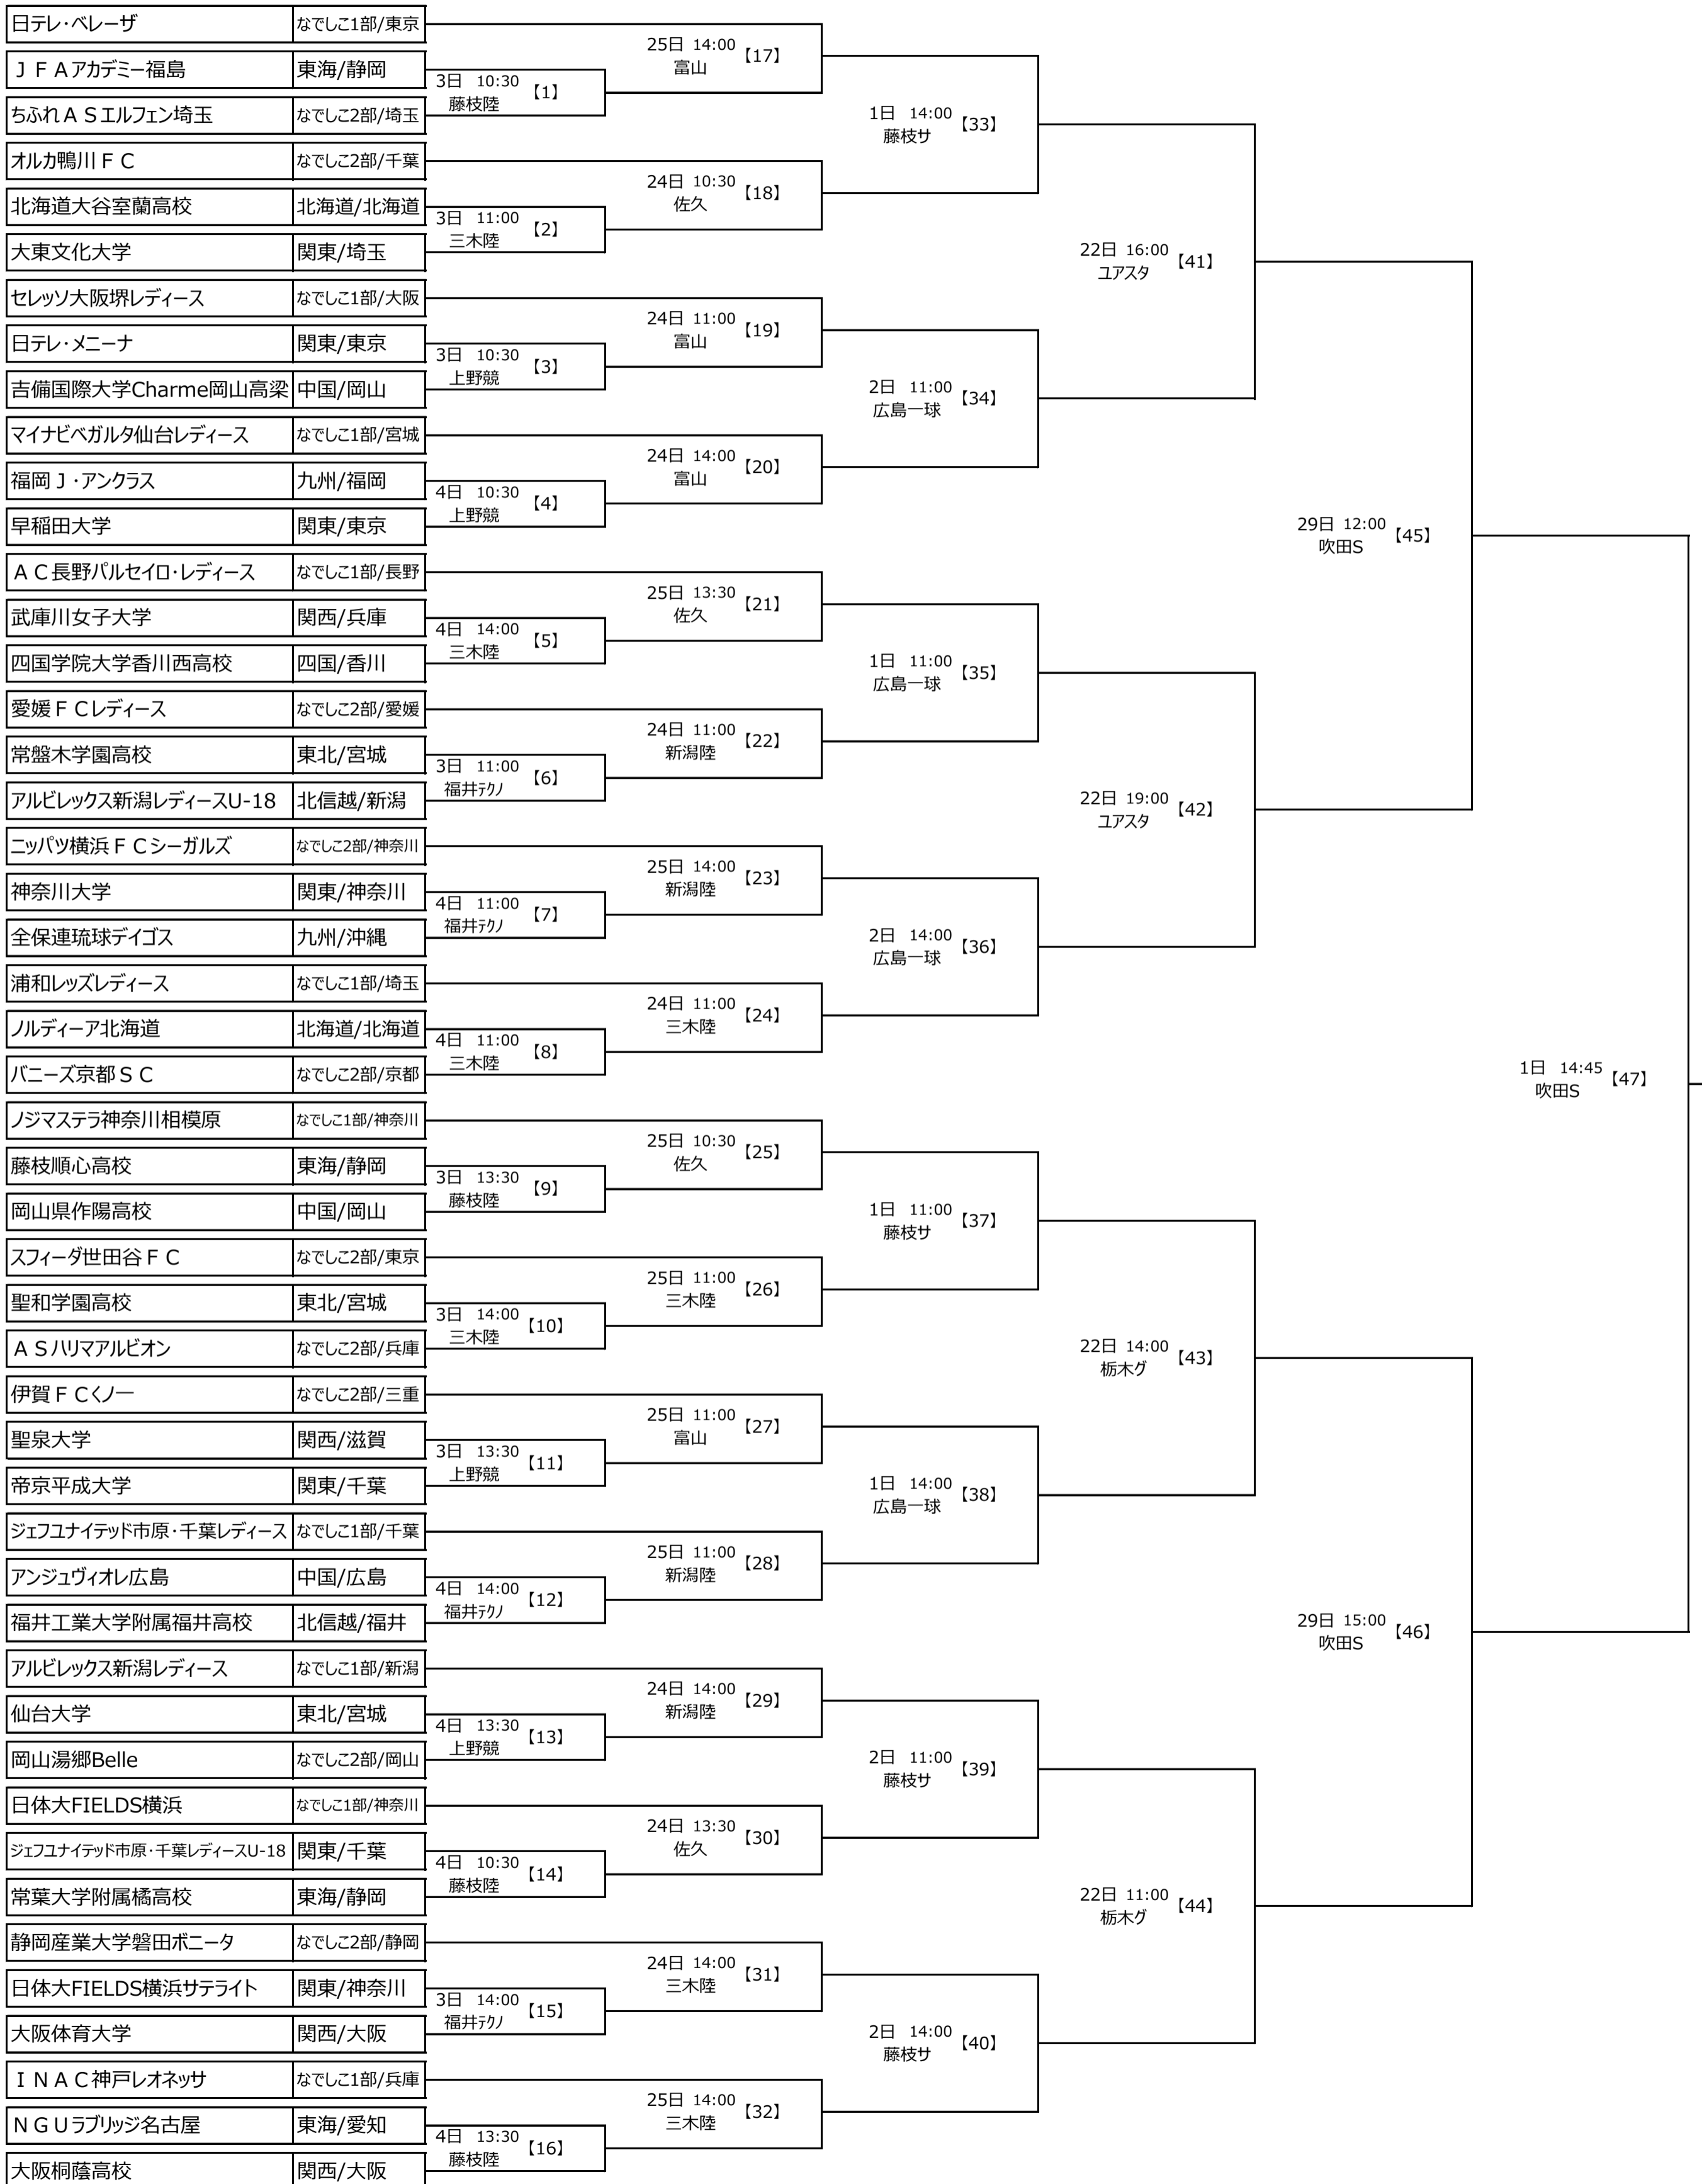 日テレ・ベレーザ なでしこ1部/東京
25日 14:00 【17】
富山
ＪＦＡアカデミー福島 東海/静岡
3日 10:30 【1】
藤枝陸
ちふれＡＳエルフェン埼玉 なでしこ2部/埼玉
1日 14:00 【33】
藤枝サ
オルカ鴨川ＦＣ なでしこ2部/千葉
24日 10:30 【18】
佐久
北海道大谷室蘭高校 北海道/北海道
3日 11:00 【2】
三木陸
大東文化大学 関東/埼玉
22日 16:00 【41】
ユアスタ
セレッソ大阪堺レディース なでしこ1部/大阪
24日 11:00 【19】
富山
日テレ・メニーナ 関東/東京
3日 10:30 【3】
上野競
吉備国際大学Charme岡山高梁 中国/岡山
2日 11:00 【34】
広島一球
マイナビベガルタ仙台レディース なでしこ1部/宮城
24日 14:00 【20】
富山
福岡Ｊ・アンクラス 九州/福岡
4日 10:30 【4】
上野競
早稲田大学 関東/東京
29日 12:00 【45】
吹田S
ＡＣ長野パルセイロ・レディース なでしこ1部/長野
25日 13:30 【21】
佐久
武庫川女子大学 関西/兵庫
4日 14:00 【5】
三木陸
四国学院大学香川西高校 四国/香川
1日 11:00 【35】
広島一球
愛媛ＦＣレディース なでしこ2部/愛媛
24日 11:00 【22】
新潟陸
常盤木学園高校 東北/宮城
3日 11:00 【6】
福井ﾃｸﾉ
アルビレックス新潟レディースU-18 北信越/新潟
22日 19:00 【42】
ユアスタ
ニッパツ横浜ＦＣシーガルズ なでしこ2部/神奈川
25日 14:00 【23】
新潟陸
神奈川大学 関東/神奈川
4日 11:00 【7】
福井ﾃｸﾉ
全保連琉球デイゴス 九州/沖縄
2日 14:00 【36】
広島一球
浦和レッズレディース なでしこ1部/埼玉
24日 11:00 【24】
三木陸
ノルディーア北海道 北海道/北海道
4日 11:00 【8】
三木陸
バニーズ京都ＳＣ なでしこ2部/京都
1日 14:45 【47】
吹田S
ノジマステラ神奈川相模原 なでしこ1部/神奈川
25日 10:30 【25】
佐久
藤枝順心高校 東海/静岡
3日 13:30 【9】
藤枝陸
岡山県作陽高校 中国/岡山
1日 11:00 【37】
藤枝サ
スフィーダ世田谷ＦＣ なでしこ2部/東京
25日 11:00 【26】
三木陸
聖和学園高校 東北/宮城
3日 14:00 【10】
三木陸
ＡＳハリマアルビオン なでしこ2部/兵庫
22日 14:00 【43】
栃木グ
伊賀ＦＣくノ一 なでしこ2部/三重
25日 11:00 【27】
富山
聖泉大学 関西/滋賀
3日 13:30 【11】
上野競
帝京平成大学 関東/千葉
1日 14:00 【38】
広島一球
ジェフユナイテッド市原・千葉レディース なでしこ1部/千葉
25日 11:00 【28】
新潟陸
アンジュヴィオレ広島 中国/広島
4日 14:00 【12】
福井ﾃｸﾉ
福井工業大学附属福井高校 北信越/福井
29日 15:00 【46】
吹田S
アルビレックス新潟レディース なでしこ1部/新潟
24日 14:00 【29】
新潟陸
仙台大学 東北/宮城
4日 13:30 【13】
上野競
岡山湯郷Belle なでしこ2部/岡山
2日 11:00 【39】
藤枝サ
日体大FIELDS横浜 なでしこ1部/神奈川
24日 13:30 【30】
佐久
ジェフユナイテッド市原・千葉レディースU-18 関東/千葉
4日 10:30 【14】
藤枝陸
常葉大学附属橘高校 東海/静岡
22日 11:00 【44】
栃木グ
静岡産業大学磐田ボニータ なでしこ2部/静岡
24日 14:00 【31】
三木陸
日体大FIELDS横浜サテライト 関東/神奈川
3日 14:00 【15】
福井ﾃｸﾉ
大阪体育大学 関西/大阪
2日 14:00 【40】
藤枝サ
ＩＮＡＣ神戸レオネッサ なでしこ1部/兵庫
25日 14:00 【32】
三木陸
ＮＧＵラブリッジ名古屋 東海/愛知
4日 13:30 【16】
藤枝陸
大阪桐蔭高校 関西/大阪